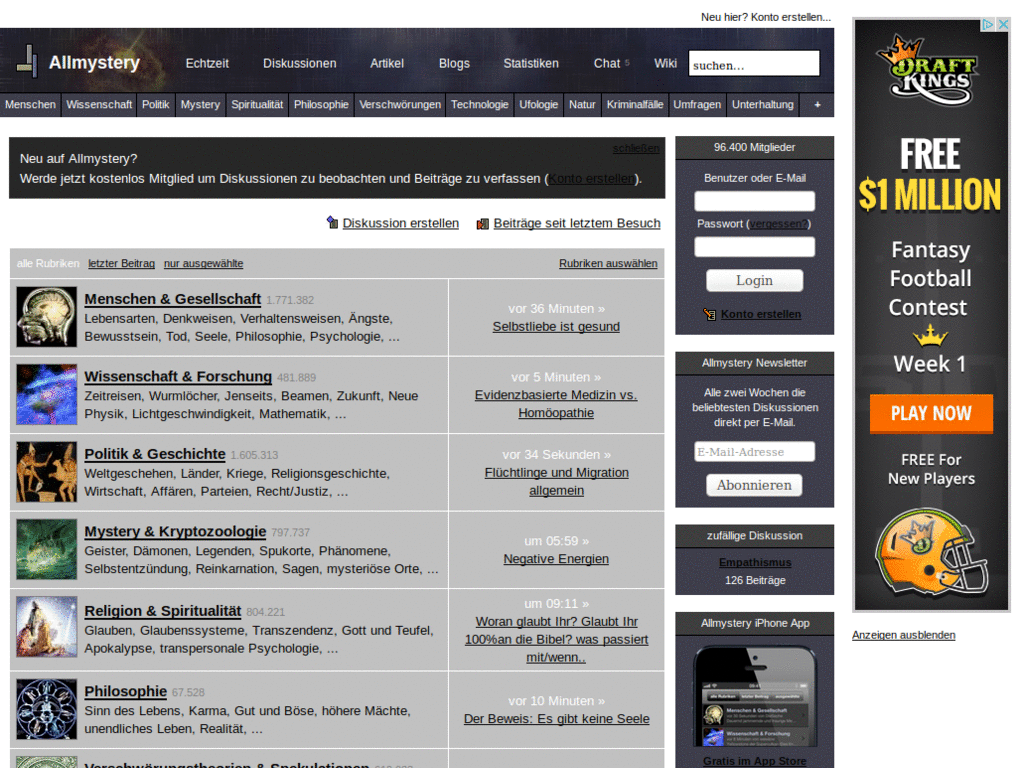 Neu hier? Konto erstellen...
Allmystery
Echtzeit
Diskussionen
Artikel
Blogs
Statistiken
Chat 5
Wiki
suchen...
Menschen
Wissenschaft
Politik
Mystery
Spiritualität
Philosophie
Verschwörungen
Technologie
Ufologie
Natur
Kriminalfälle
Umfragen
Unterhaltung
+
schließen
Neu auf Allmystery?
Werde jetzt kostenlos Mitglied um Diskussionen zu beobachten und Beiträge zu verfassen (Konto erstellen).
Diskussion erstellen
Beiträge seit letztem Besuch
alle Rubriken letzter Beitrag nur ausgewählte
Rubriken auswählen
Menschen & Gesellschaft 1.771.382
Lebensarten, Denkweisen, Verhaltensweisen, Ängste,
Bewusstsein, Tod, Seele, Philosophie, Psychologie, …
vor 36 Minuten »
Selbstliebe ist gesund
Wissenschaft & Forschung 481.889
Zeitreisen, Wurmlöcher, Jenseits, Beamen, Zukunft, Neue
Physik, Lichtgeschwindigkeit, Mathematik, …
vor 5 Minuten »
Evidenzbasierte Medizin vs.
Homöopathie
Politik & Geschichte 1.605.313
Weltgeschehen, Länder, Kriege, Religionsgeschichte,
Wirtschaft, Affären, Parteien, Recht/Justiz, …
vor 34 Sekunden »
Flüchtlinge und Migration
allgemein
Mystery & Kryptozoologie 797.737
Geister, Dämonen, Legenden, Spukorte, Phänomene,
Selbstentzündung, Reinkarnation, Sagen, mysteriöse Orte, …
um 05:59 »
Negative Energien
Religion & Spiritualität 804.221
Glauben, Glaubenssysteme, Transzendenz, Gott und Teufel,
Apokalypse, transpersonale Psychologie, …
um 09:11 »
Woran glaubt Ihr? Glaubt Ihr
100%an die Bibel? was passiert
mit/wenn..
Philosophie 67.528
Sinn des Lebens, Karma, Gut und Böse, höhere Mächte,
unendliches Leben, Realität, …
vor 10 Minuten »
Der Beweis: Es gibt keine Seele
Verschwörungstheorien & Spekulationen
96.400 Mitglieder
Benutzer oder E-Mail
Passwort (vergessen?)
Login
Konto erstellen
Allmystery Newsletter
Alle zwei Wochen die
beliebtesten Diskussionen
direkt per E-Mail.
E-Mail-Adresse
Abonnieren
zufällige Diskussion
Empathismus
126 Beiträge
Allmystery iPhone App
Menschen & Gesellschaft
Wissenschaft & Forschung
Gratis im App Store
DRAFT
KINGS
FREE
$1 MILLION
Fantasy
Football
Contest
Week 1
PLAY NOW
FREE For
New Players
Anzeigen ausblenden